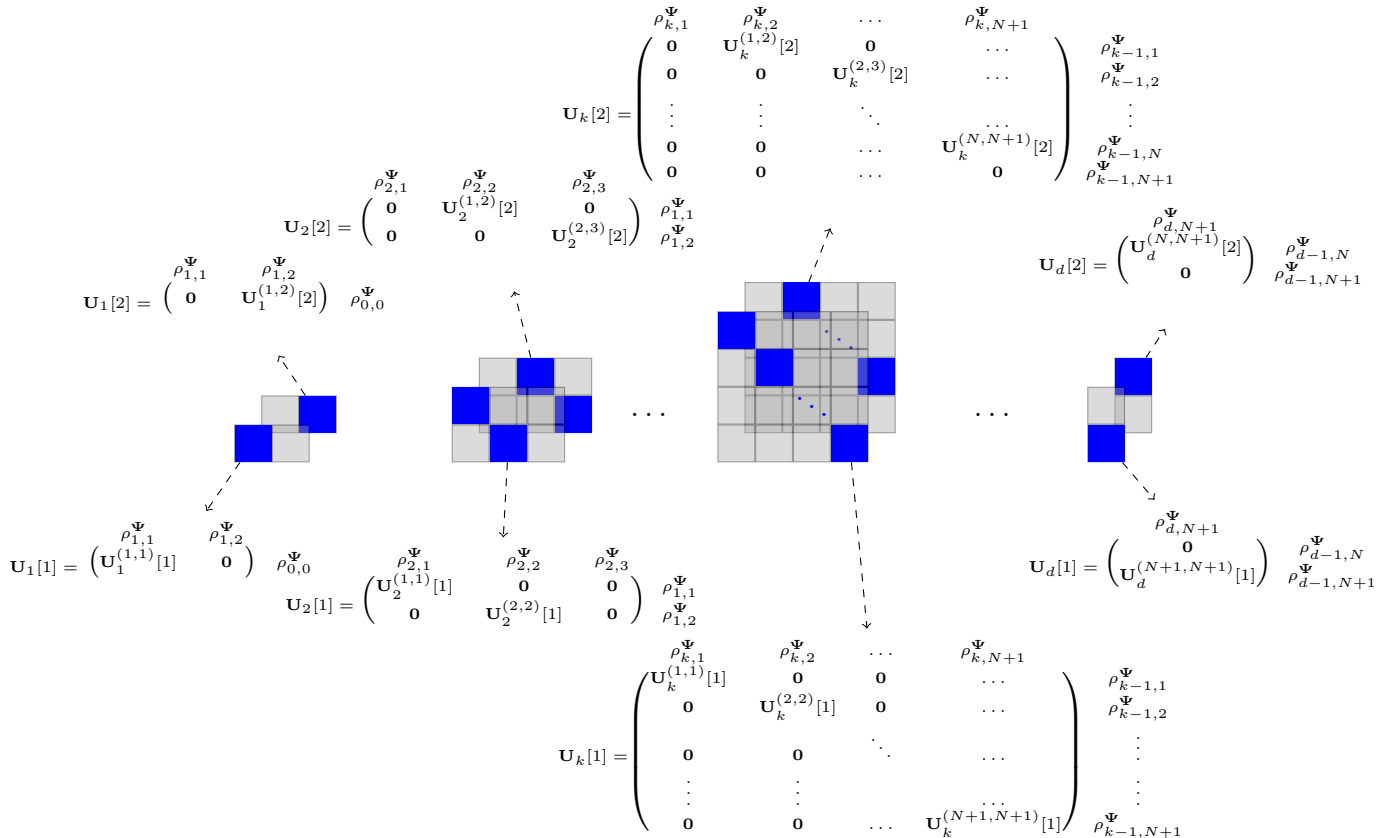 ρ^Ψ_{k,1} ρ^Ψ_{k,2} … ρ^Ψ_{k,N+1}
0 U_k^{(1,2)}[2] 0 … ρ^Ψ_{k−1,1}
0 0 U_k^{(2,3)}[2] … ρ^Ψ_{k−1,2}
U_k[2] = ⋮ ⋮ ⋱ … ⋮
0 0 … U_k^{(N,N+1)}[2] ρ^Ψ_{k−1,N}
0 0 … 0 ρ^Ψ_{k−1,N+1}
ρ^Ψ_{2,1} ρ^Ψ_{2,2} ρ^Ψ_{2,3}
U_2[2] = ( 0 U_2^{(1,2)}[2] 0 ) ρ^Ψ_{1,1}
( 0 0 U_2^{(2,3)}[2] ) ρ^Ψ_{1,2}
ρ^Ψ_{d,N+1}
U_d[2] = ( U_d^{(N,N+1)}[2] ) ρ^Ψ_{d−1,N}
( 0 ) ρ^Ψ_{d−1,N+1}
ρ^Ψ_{1,1} ρ^Ψ_{1,2}
U_1[2] = ( 0 U_1^{(1,2)}[2] ) ρ^Ψ_{0,0}
… …
ρ^Ψ_{1,1} ρ^Ψ_{1,2}
U_1[1] = ( U_1^{(1,1)}[1] 0 ) ρ^Ψ_{0,0}
ρ^Ψ_{2,1} ρ^Ψ_{2,2} ρ^Ψ_{2,3}
U_2[1] = ( U_2^{(1,1)}[1] 0 0 ) ρ^Ψ_{1,1}
( 0 U_2^{(2,2)}[1] 0 ) ρ^Ψ_{1,2}
ρ^Ψ_{d,N+1}
U_d[1] = ( 0 ) ρ^Ψ_{d−1,N}
( U_d^{(N+1,N+1)}[1] ) ρ^Ψ_{d−1,N+1}
ρ^Ψ_{k,1} ρ^Ψ_{k,2} … ρ^Ψ_{k,N+1}
U_k^{(1,1)}[1] 0 0 … ρ^Ψ_{k−1,1}
0 U_k^{(2,2)}[1] 0 … ρ^Ψ_{k−1,2}
U_k[1] = 0 0 ⋱ … ⋮
⋮ ⋮ … ⋮
0 0 … U_k^{(N+1,N+1)}[1] ρ^Ψ_{k−1,N+1}